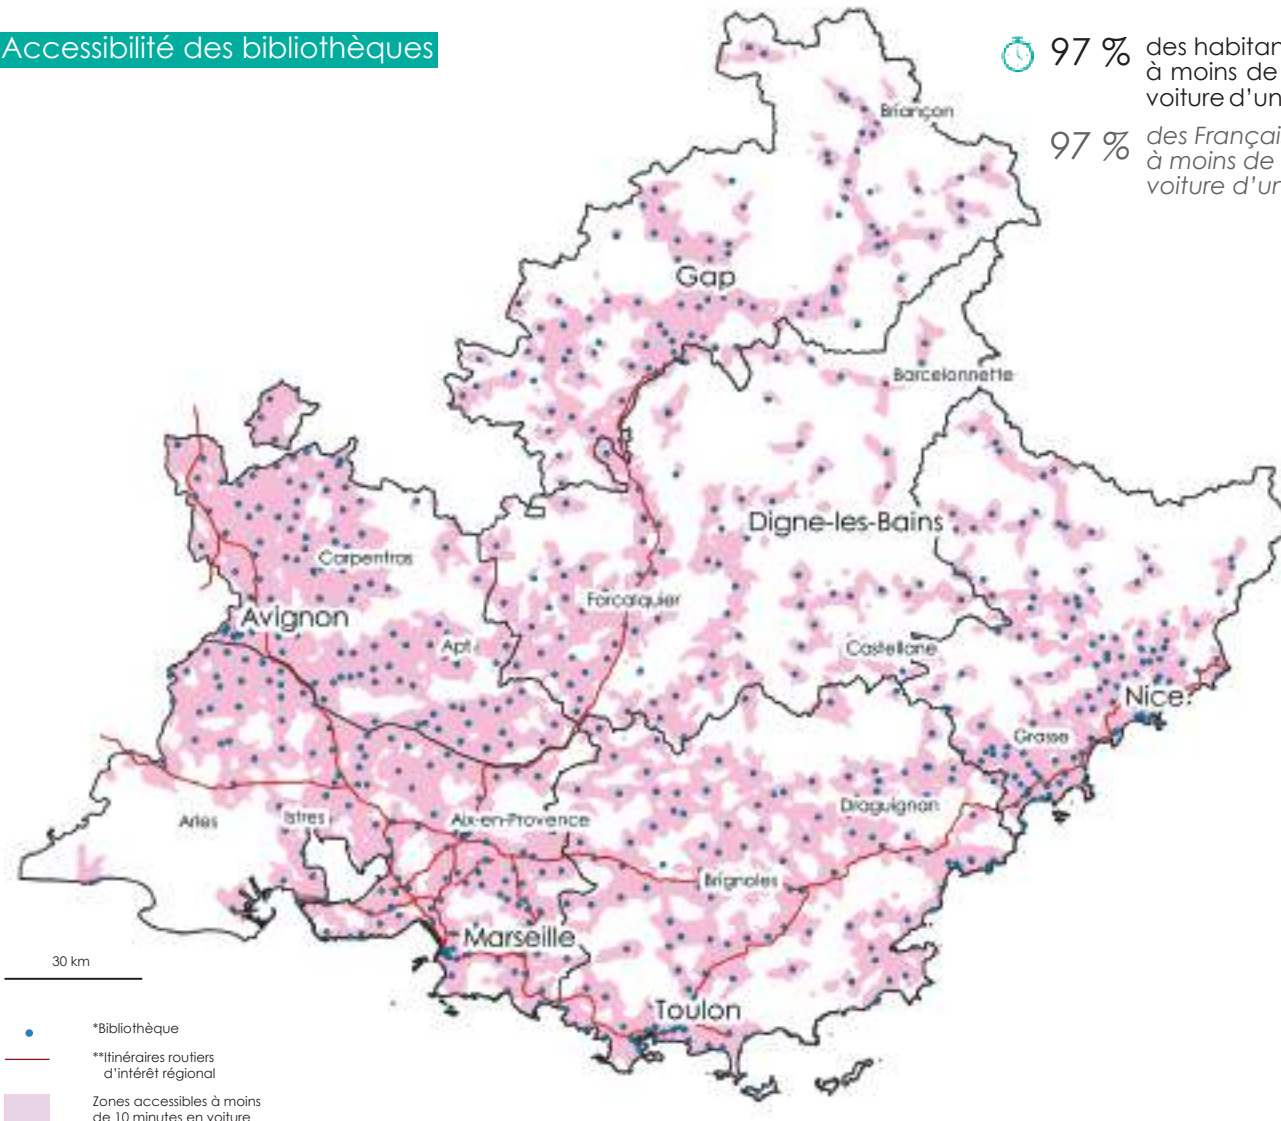 Accessibilité des bibliothèques
97 % des habitan
à moins de
voiture d'un
97 % des Françai
à moins de
voiture d'un
Briançon
Gap
Barcelonnette
Digne-les-Bains
Carpentras
Forcalquier
Avignon
Apt
Castellane
Nice
Grasse
Draguignan
Arles
Istres
Aix-en-Provence
Brignoles
Marseille
30 km
Toulon
*Bibliothèque
**Itinéraires routiers
d'intérêt régional
Zones accessibles à moins
de 10 minutes en voiture